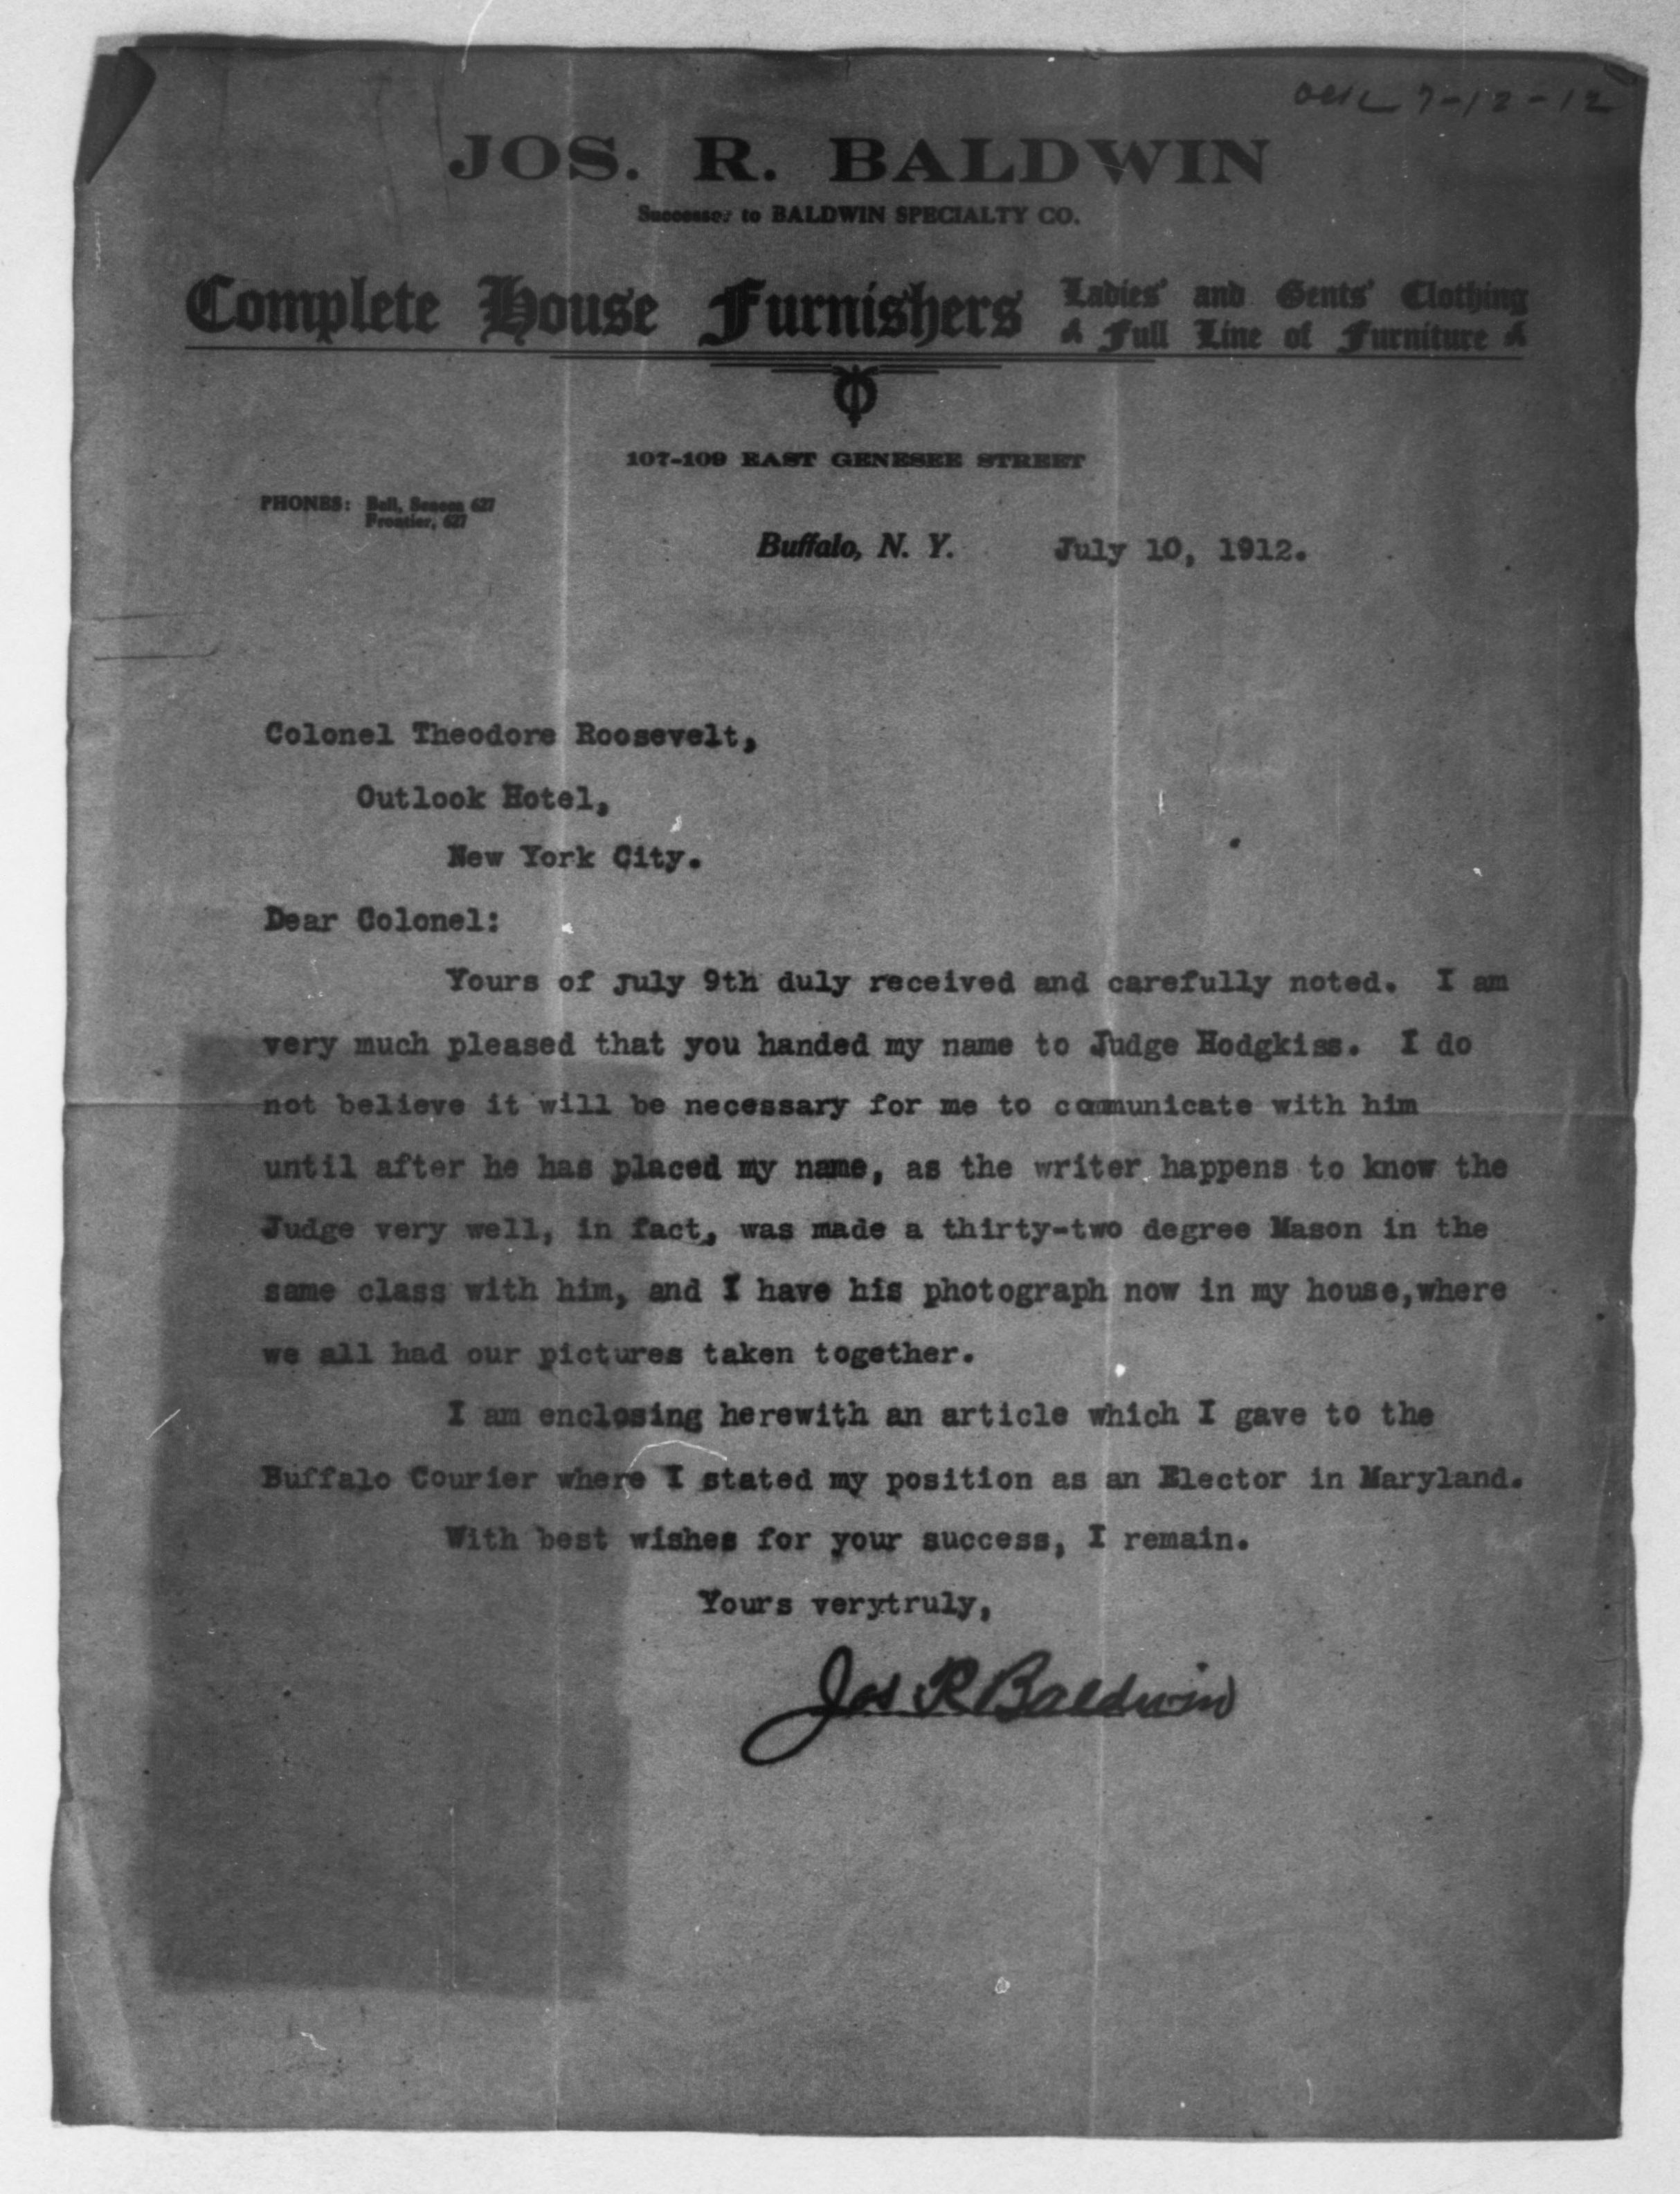 7-12-12
JOS. R. BALDWIN
Successor to BALDWIN SPECIALTY CO.
Complete House Furnishers
Ladies' and Gents' Clothing
A Full Line of Furniture
107-109 EAST GENESEE STREET
PHONES: Bell, Seneca 627
Frontier, 627
Buffalo, N. Y. July 10, 1912.
Colonel Theodore Roosevelt,
Outlook Hotel,
New York City.
Dear Colonel:
Yours of July 9th duly received and carefully noted. I am
very much pleased that you handed my name to Judge Hodgkiss. I do
not believe it will be necessary for me to communicate with him
until after he has placed my name, as the writer happens to know the
Judge very well, in fact, was made a thirty-two degree Mason in the
same class with him, and I have his photograph now in my house,where
we all had our pictures taken together.
I am enclosing herewith an article which I gave to the
Buffalo Courier where I stated my position as an Elector in Maryland.
With best wishes for your success, I remain.
Yours verytruly,
Jos R Baldwin